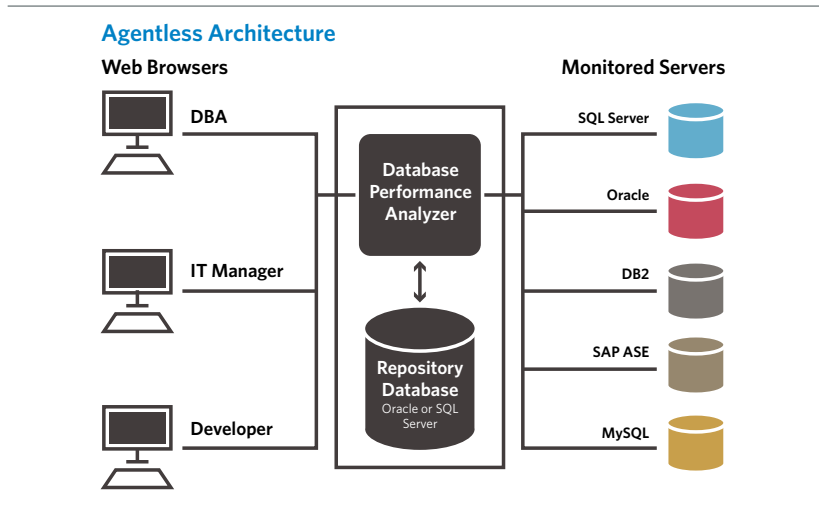 Agentless Architecture
Web Browsers
Monitored Servers
DBA
IT Manager
Developer
Database
Performance
Analyzer
Repository
Database
Oracle or SQL
Server
SQL Server
Oracle
DB2
SAP ASE
MySQL